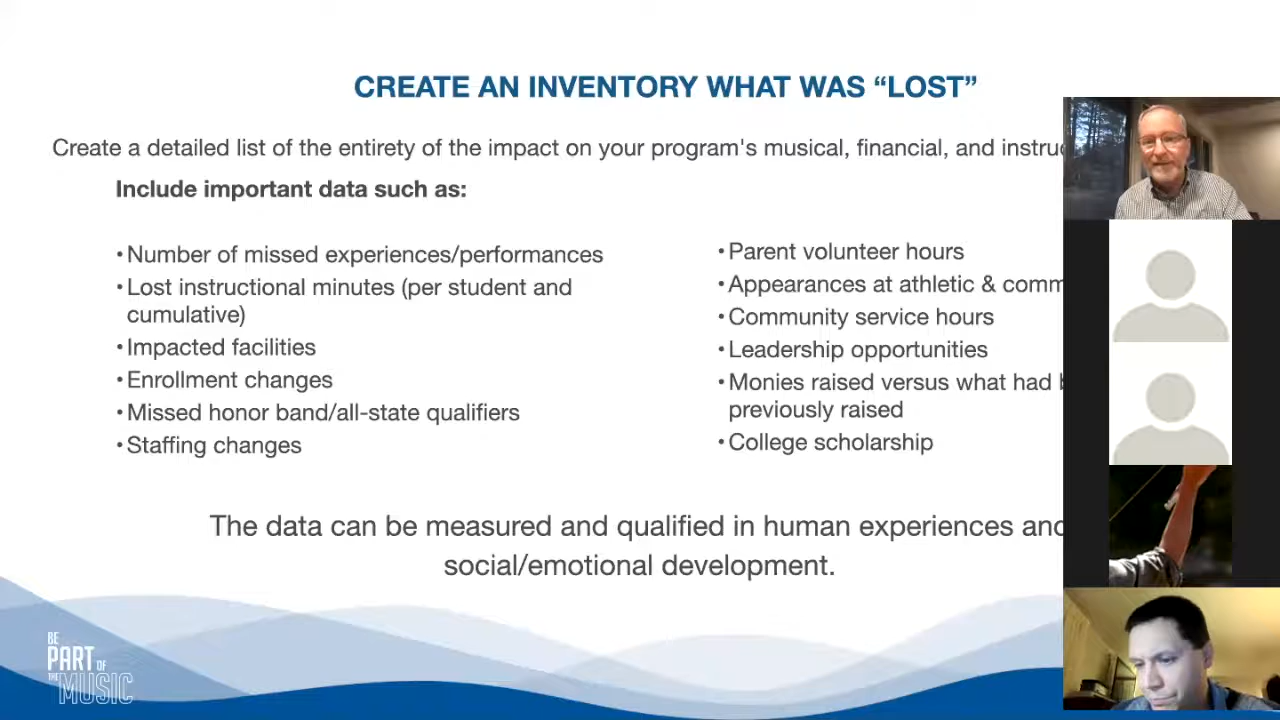 CREATE AN INVENTORY WHAT WAS “LOST”
Create a detailed list of the entirety of the impact on your program's musical, financial, and
Include important data such as:
•Number of missed experiences/performances
•Lost instructional minutes (per student and
cumulative)
•Impacted facilities
•Enrollment changes
•Missed honor band/all-state qualifiers
•Staffing changes
•Parent volunteer hours
•Appearances at athletic &
•Community service hours
•Leadership opportunities
•Monies raised versus what had
previously raised
•College scholarship
The data can be measured and qualified in human experiences and
social/emotional development.
BE
PART OF
THE MUSIC